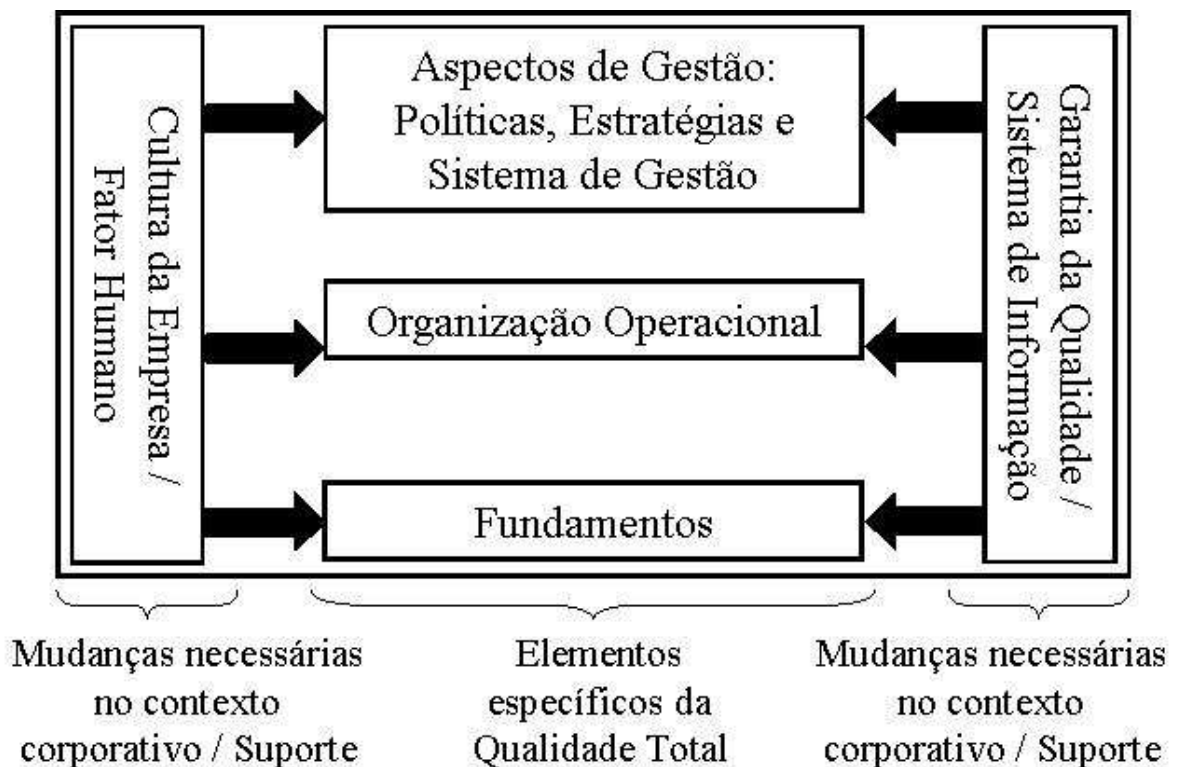 Cultura da Empresa /
Fator Humano
Aspectos de Gestão:
Políticas, Estratégias e
Sistema de Gestão
Organização Operacional
Fundamentos
Garantia da Qualidade /
Sistema de Informação
Mudanças necessárias
no contexto
corporativo / Suporte
Elementos
específicos da
Qualidade Total
Mudanças necessárias
no contexto
corporativo / Suporte